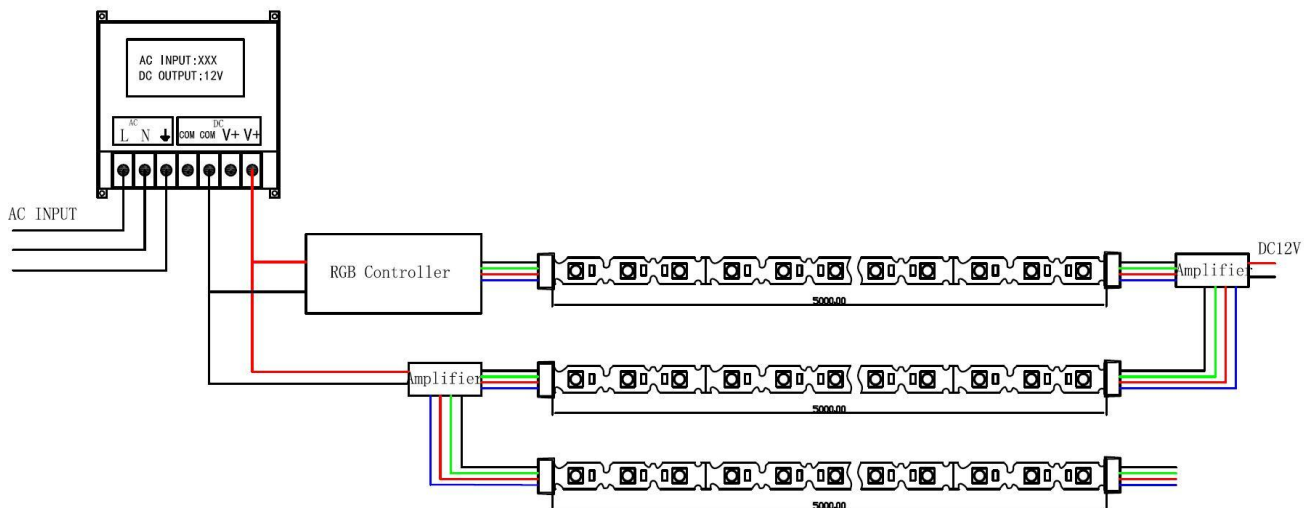 AC INPUT:XXX
DC OUTPUT:12V
AC
DC
L N COM COM V+ V+
AC INPUT
RGB Controller
5000.00
Amplifier
DC12V
Amplifier
5000.00
5000.00